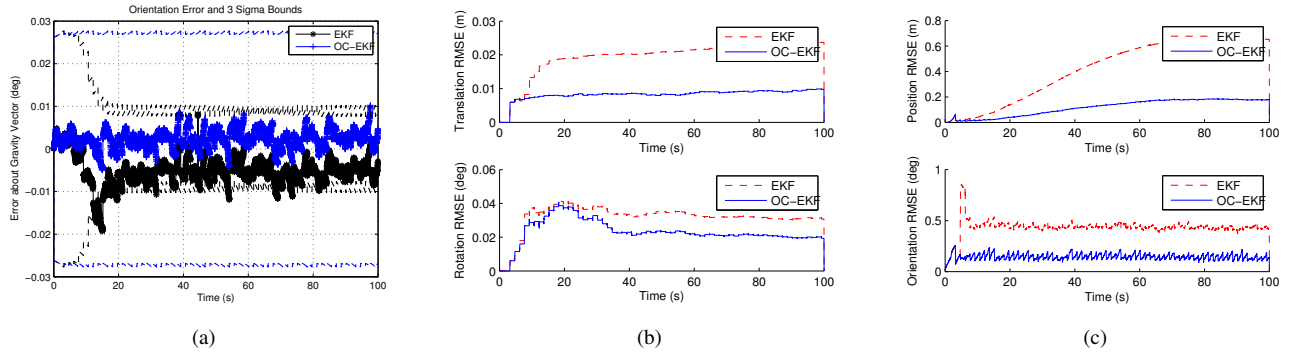 Orientation Error and 3 Sigma Bounds
Error about Gravity Vector (deg)
0.03
0.02
0.01
0
−0.01
−0.02
−0.03
EKF
OC−EKF
0 20 40 60 80 100
Time (s)
(a)
Translation RMSE (m)
0.03
0.02
0.01
0
EKF
OC−EKF
0 20 40 60 80 100
Time (s)
Rotation RMSE (deg)
0.06
0.04
0.02
0
EKF
OC−EKF
0 20 40 60 80 100
Time (s)
(b)
Position RMSE (m)
0.8
0.6
0.4
0.2
0
EKF
OC−EKF
0 20 40 60 80 100
Time (s)
Orientation RMSE (deg)
1
0.5
0
EKF
OC−EKF
0 20 40 60 80 100
Time (s)
(c)